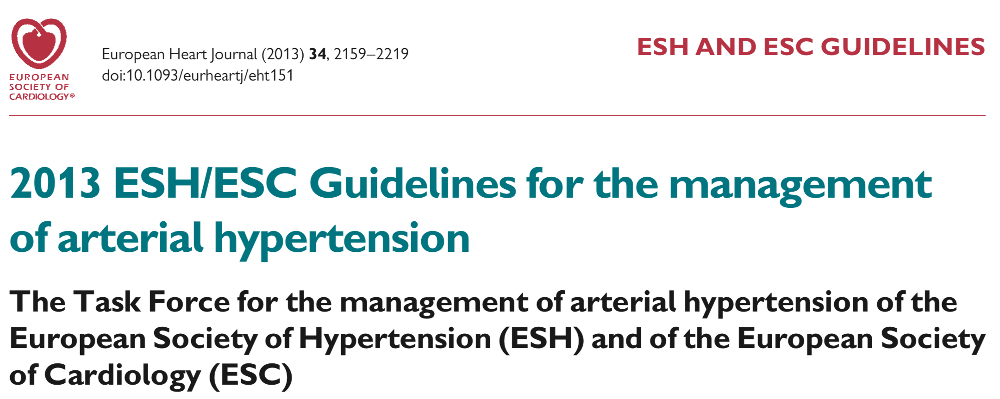 EUROPEAN
SOCIETY OF
CARDIOLOGY®
European Heart Journal (2013) 34, 2159–2219
doi:10.1093/eurheartj/eht151
ESH AND ESC GUIDELINES
2013 ESH/ESC Guidelines for the management
of arterial hypertension
The Task Force for the management of arterial hypertension of the
European Society of Hypertension (ESH) and of the European Society
of Cardiology (ESC)